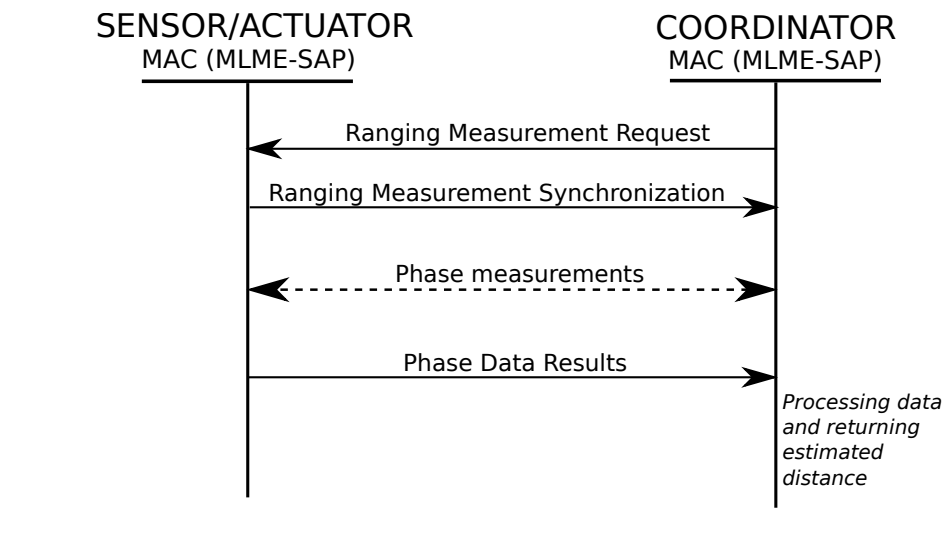 SENSOR/ACTUATOR
MAC (MLME-SAP)
COORDINATOR
MAC (MLME-SAP)
Ranging Measurement Request
Ranging Measurement Synchronization
Phase measurements
Phase Data Results
Processing data
and returning
estimated
distance